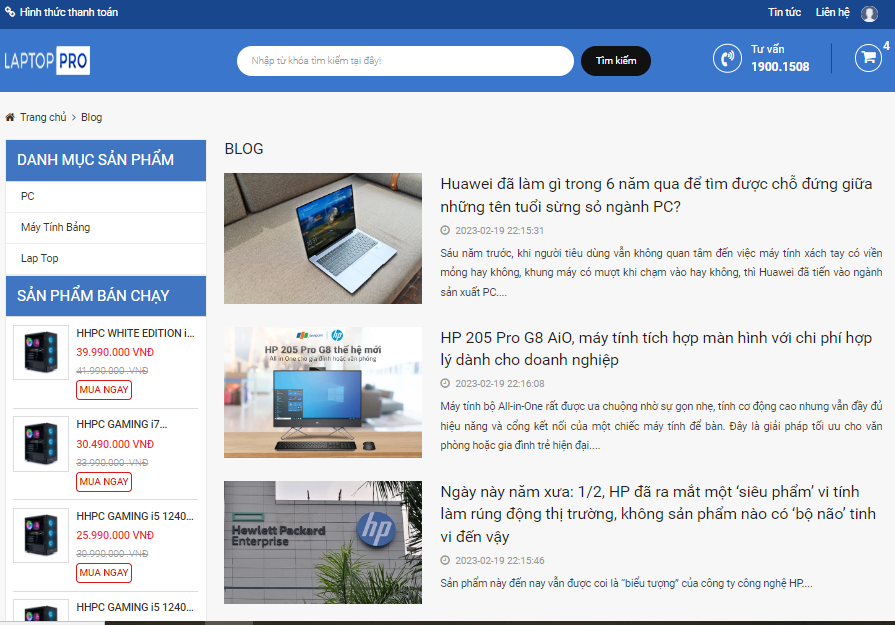 Hình thức thanh toán
Tin tức Liên hệ
LAPTOP PRO
Nhập từ khóa tìm kiếm tại đây!
Tìm kiếm
Tư vấn
1900.1508
4
Trang chủ > Blog
DANH MỤC SẢN PHẨM
PC
Máy Tính Bảng
Lap Top
SẢN PHẨM BÁN CHẠY
HHPC WHITE EDITION i...
39.990.000 VNĐ
41.990.000 .VNĐ
MUA NGAY
HHPC GAMING i7...
30.490.000 VNĐ
33.990.000 .VNĐ
MUA NGAY
HHPC GAMING i5 1240...
25.990.000 VNĐ
30.990.000 .VNĐ
MUA NGAY
HHPC GAMING i5 1240...
BLOG
Huawei đã làm gì trong 6 năm qua để tìm được chỗ đứng giữa
những tên tuổi sừng sỏ ngành PC?
2023-02-19 22:15:31
Sáu năm trước, khi người tiêu dùng vẫn không quan tâm đến việc máy tính xách tay có viền
mỏng hay không, khung máy có mượt khi chạm vào hay không, thì Huawei đã tiến vào ngành
sản xuất PC....
hp
HP 205 Pro G8 thế hệ mới
All in One cho gia đình hoặc văn phòng
HP 205 Pro G8 AiO, máy tính tích hợp màn hình với chi phí hợp
lý dành cho doanh nghiệp
2023-02-19 22:16:08
Máy tính bộ All-in-One rất được ưa chuộng nhờ sự gọn nhẹ, tính cơ động cao nhưng vẫn đầy đủ
hiệu năng và cổng kết nối của một chiếc máy tính để bàn. Đây là giải pháp tối ưu cho văn
phòng hoặc gia đình trẻ hiện đại....
Hewlett Packard
Enterprise
hp
Ngày này năm xưa: 1/2, HP đã ra mắt một ‘siêu phẩm’ vi tính
làm rúng động thị trường, không sản phẩm nào có ‘bộ não’ tinh
vi đến vậy
2023-02-19 22:15:46
Sản phẩm này đến nay vẫn được coi là “biểu tượng” của công ty công nghệ HP....